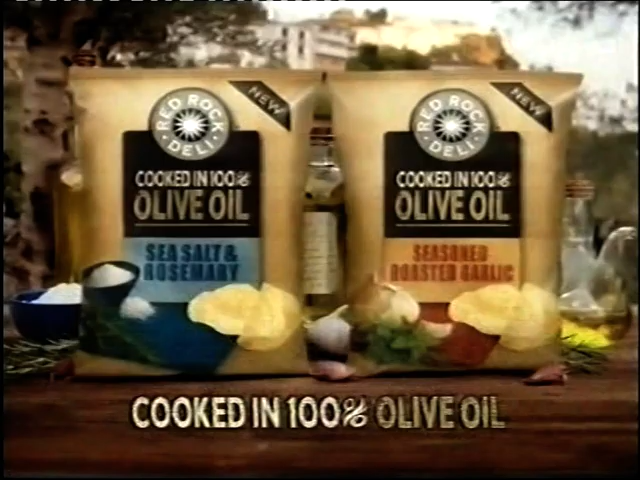 RED ROCK
DELI
NEW
COOKED IN 100%
OLIVE OIL
SEA SALT &
ROSEMARY
RED ROCK
DELI
NEW
COOKED IN 100%
OLIVE OIL
SEASONED
ROASTED GARLIC
COOKED IN 100% OLIVE OIL